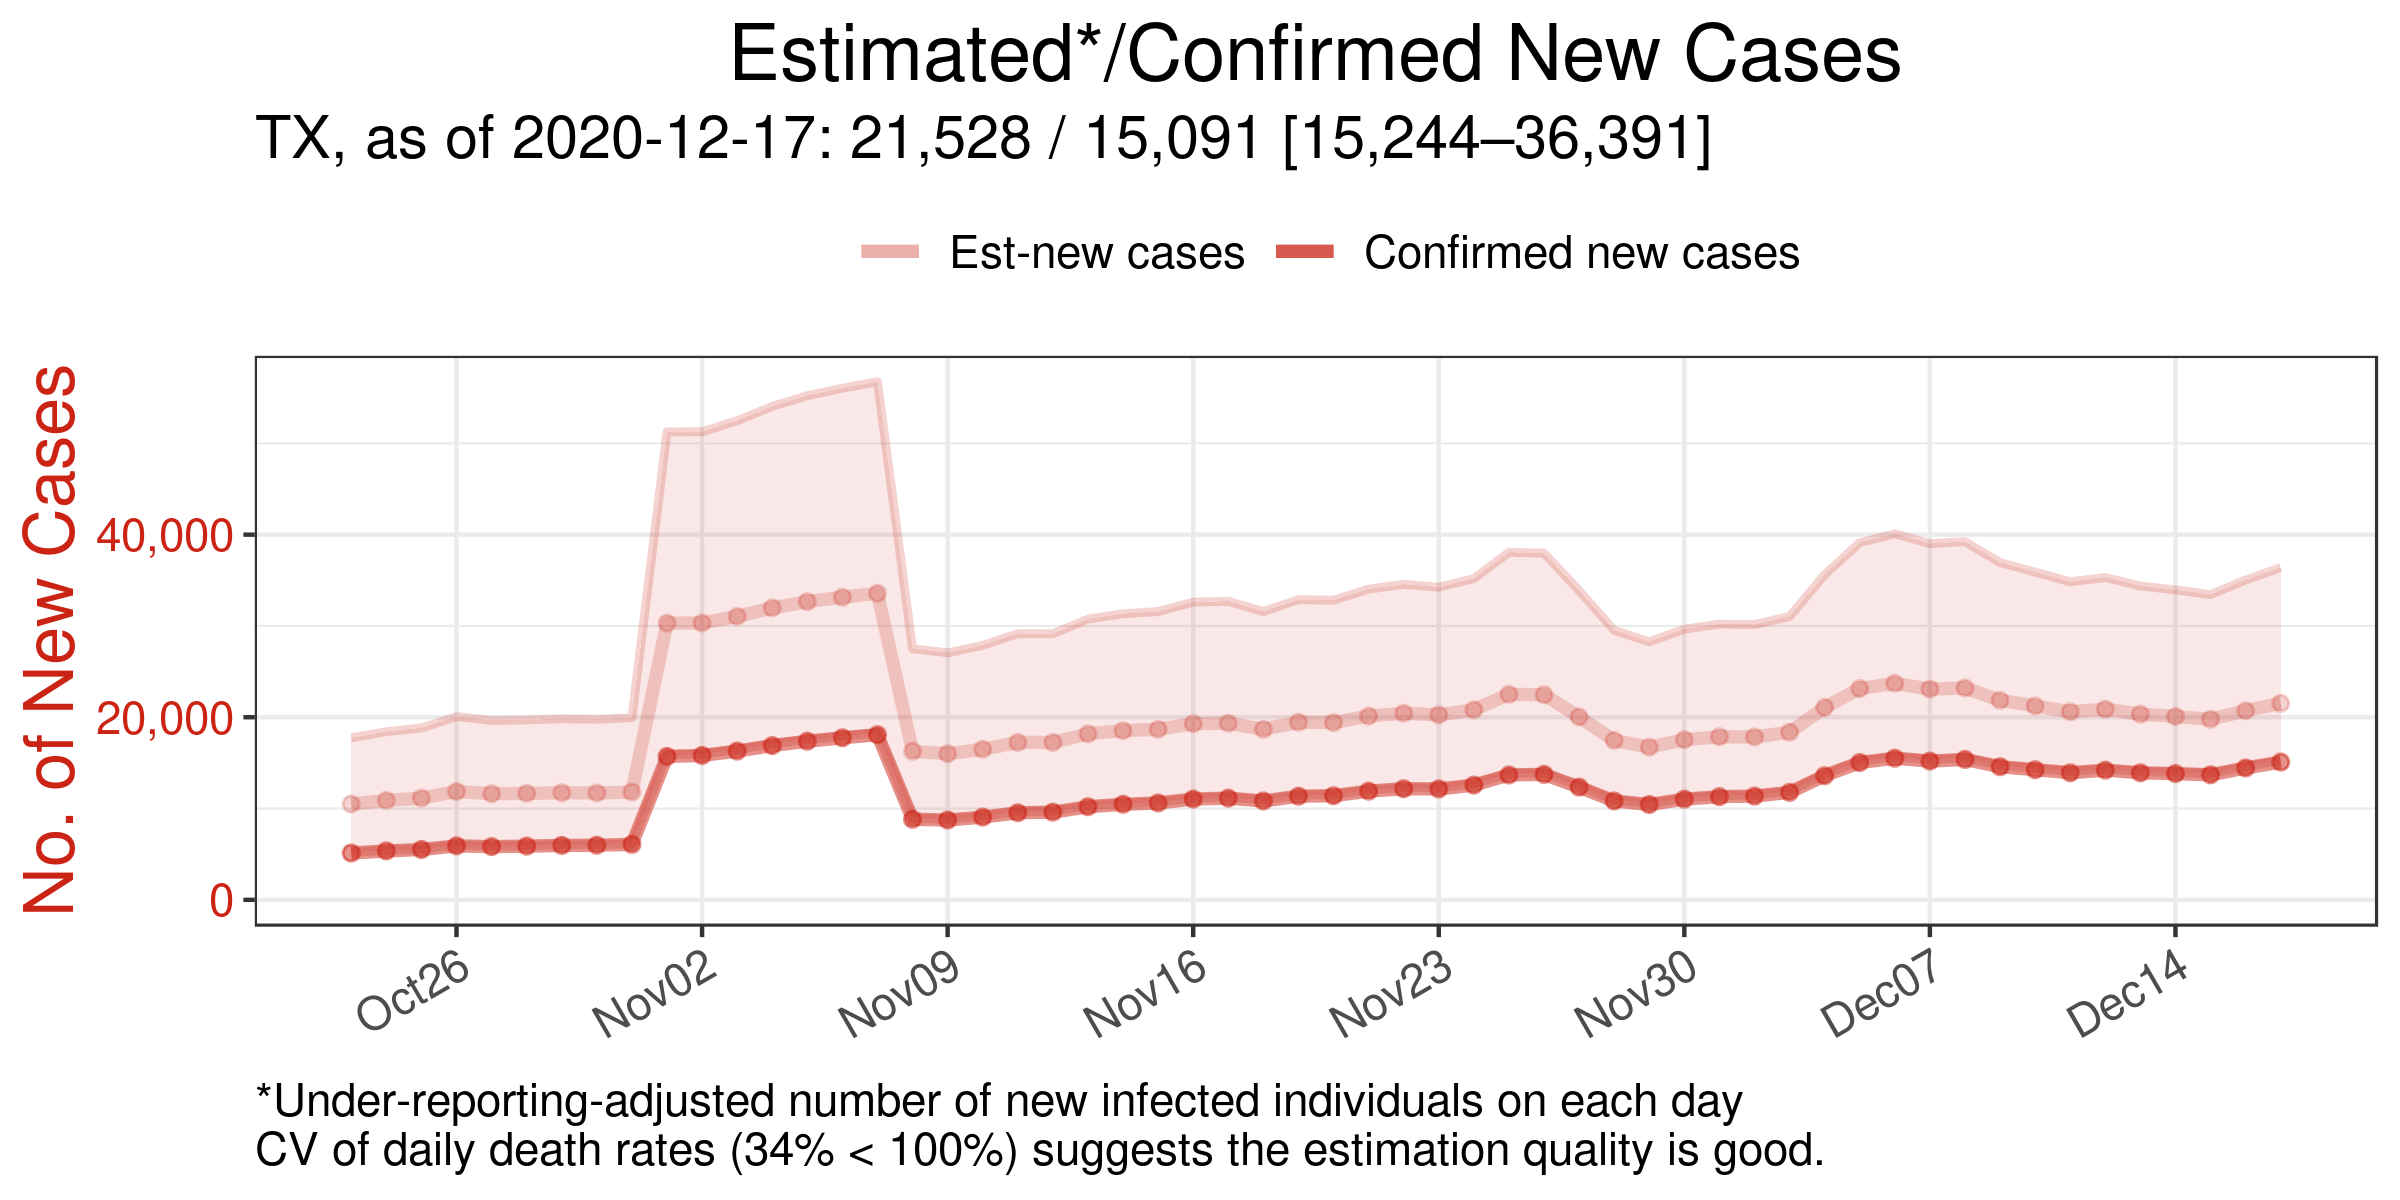 Estimated*/Confirmed New Cases
TX, as of 2020-12-17: 21,528 / 15,091 [15,244–36,391]
Est-new cases
Confirmed new cases
No. of New Cases
40,000
20,000
0
Oct26
Nov02
Nov09
Nov16
Nov23
Nov30
Dec07
Dec14
*Under-reporting-adjusted number of new infected individuals on each day
CV of daily death rates (34% < 100%) suggests the estimation quality is good.